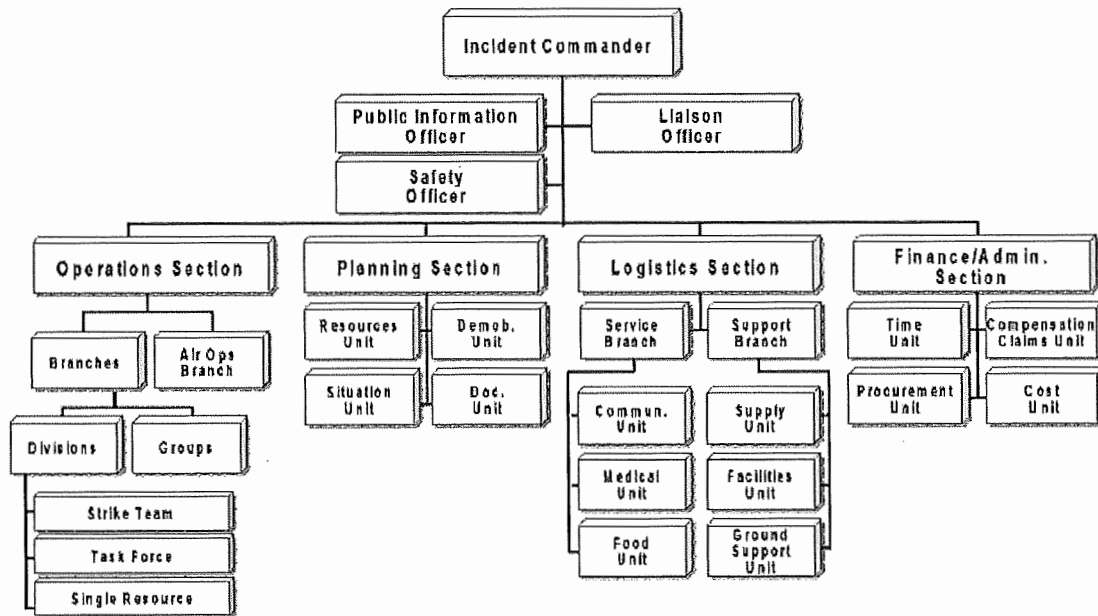 Incident Commander
Public Information
Officer
Liaison
Officer
Safety
Officer
Operations Section
Planning Section
Logistics Section
Finance/Admin.
Section
Branches
Air Ops
Branch
Divisions
Groups
Strike Team
Task Force
Single Resource
Resources
Unit
Demob.
Unit
Situation
Unit
Doc.
Unit
Service
Branch
Support
Branch
Commun.
Unit
Supply
Unit
Medical
Unit
Facilities
Unit
Food
Unit
Ground
Support
Unit
Time
Unit
Compensation
Claims Unit
Procurement
Unit
Cost
Unit